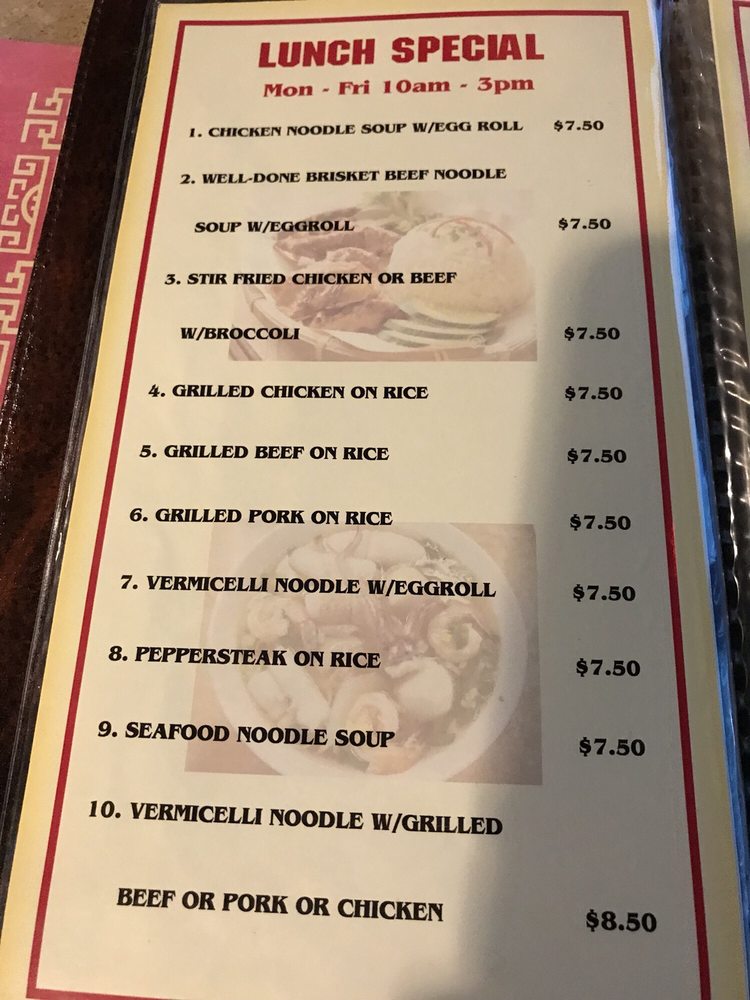 LUNCH SPECIAL
Mon - Fri 10am - 3pm
1. CHICKEN NOODLE SOUP W/EGG ROLL $7.50
2. WELL-DONE BRISKET BEEF NOODLE
SOUP W/EGGROLL $7.50
3. STIR FRIED CHICKEN OR BEEF
W/BROCCOLI $7.50
4. GRILLED CHICKEN ON RICE $7.50
5. GRILLED BEEF ON RICE $7.50
6. GRILLED PORK ON RICE $7.50
7. VERMICELLI NOODLE W/EGGROLL $7.50
8. PEPPERSTEAK ON RICE $7.50
9. SEAFOOD NOODLE SOUP $7.50
10. VERMICELLI NOODLE W/GRILLED
BEEF OR PORK OR CHICKEN $8.50